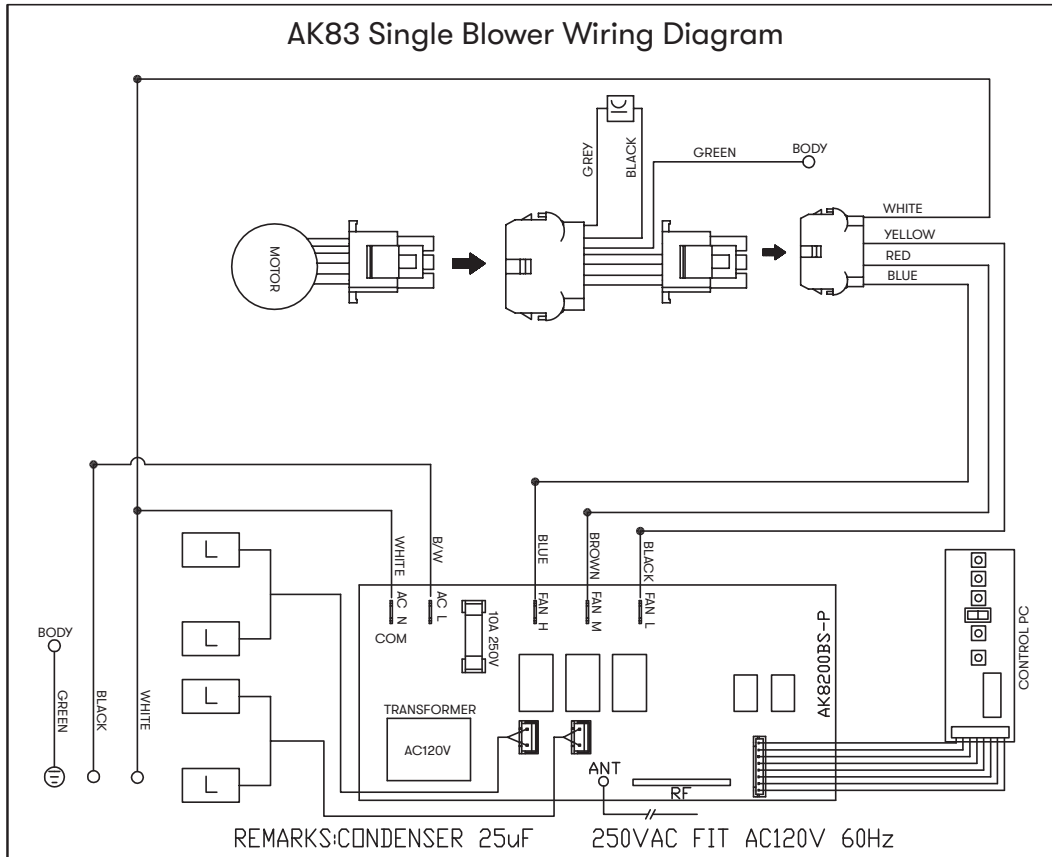 AK83 Single Blower Wiring Diagram
GREY
BLACK
GREEN
BODY
MOTOR
WHITE
YELLOW
RED
BLUE
WHITE
B/W
BLUE
BROWN
BLACK
L
L
L
L
AC N
AC L
COM
10A 250V
FAN H
FAN M
FAN L
AK8200BS-P
CONTROL PC
BODY
GREEN
BLACK
WHITE
TRANSFORMER
AC120V
ANT
RF
REMARKS:CONDENSER 25uF 250VAC FIT AC120V 60Hz